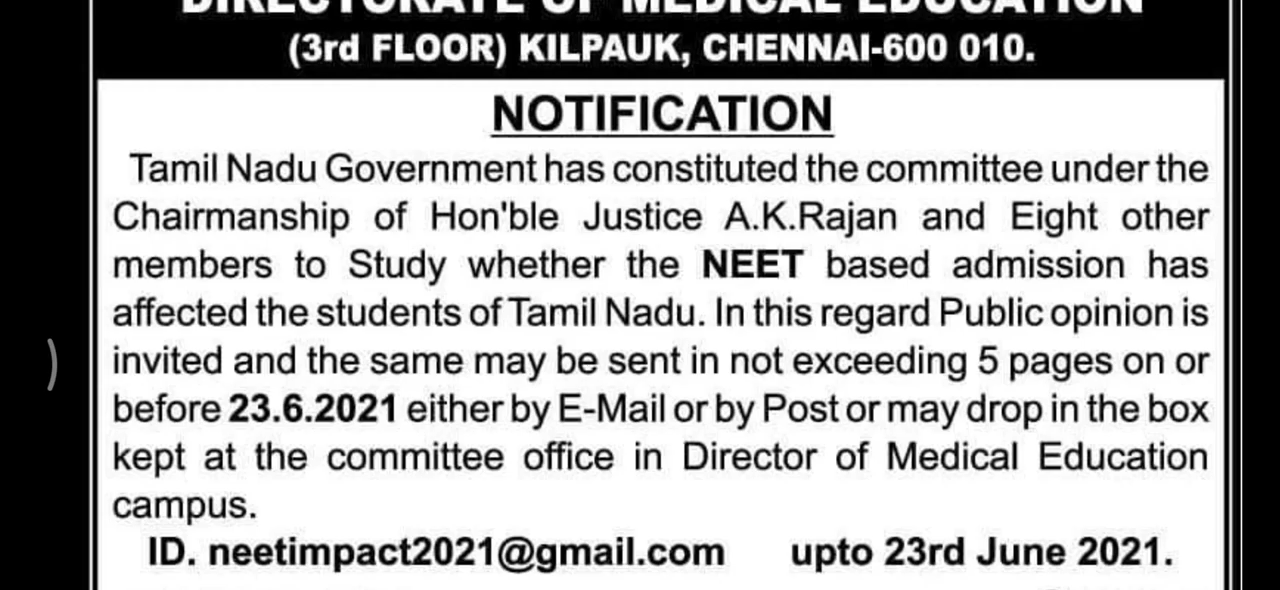 DIRECTORATE OF MEDICAL EDUCATION
(3rd FLOOR) KILPAUK, CHENNAI-600 010.
NOTIFICATION
Tamil Nadu Government has constituted the committee under the
Chairmanship of Hon'ble Justice A.K.Rajan and Eight other
members to Study whether the NEET based admission has
affected the students of Tamil Nadu. In this regard Public opinion is
invited and the same may be sent in not exceeding 5 pages on or
before 23.6.2021 either by E-Mail or by Post or may drop in the box
kept at the committee office in Director of Medical Education
campus.
ID. neetimpact2021@gmail.com upto 23rd June 2021.